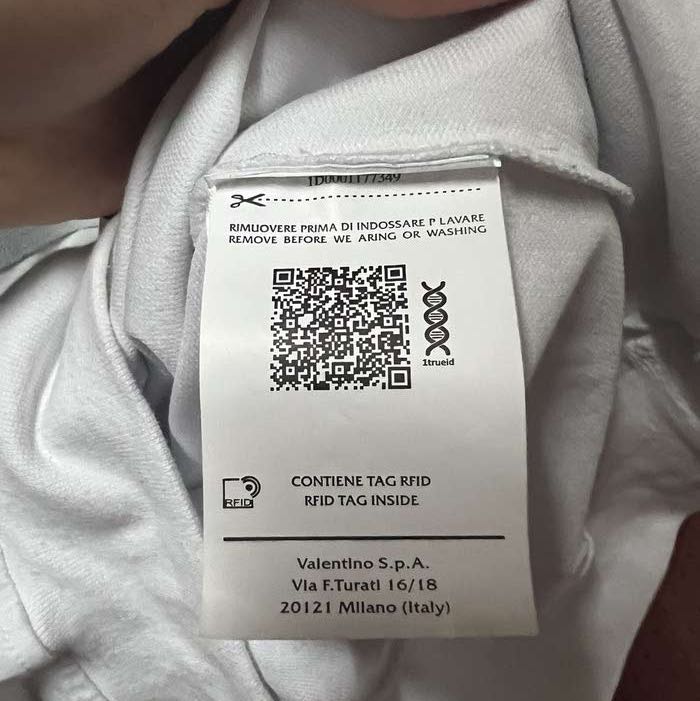 1D0001177349
RIMUOVERE PRIMA DI INDOSSARE P LAVARE
REMOVE BEFORE WE ARING OR WASHING
1trueid
CONTIENE TAG RFID
RFID
RFID TAG INSIDE
Valentino S.p.A.
Via F.Turati 16/18
20121 Milano (Italy)